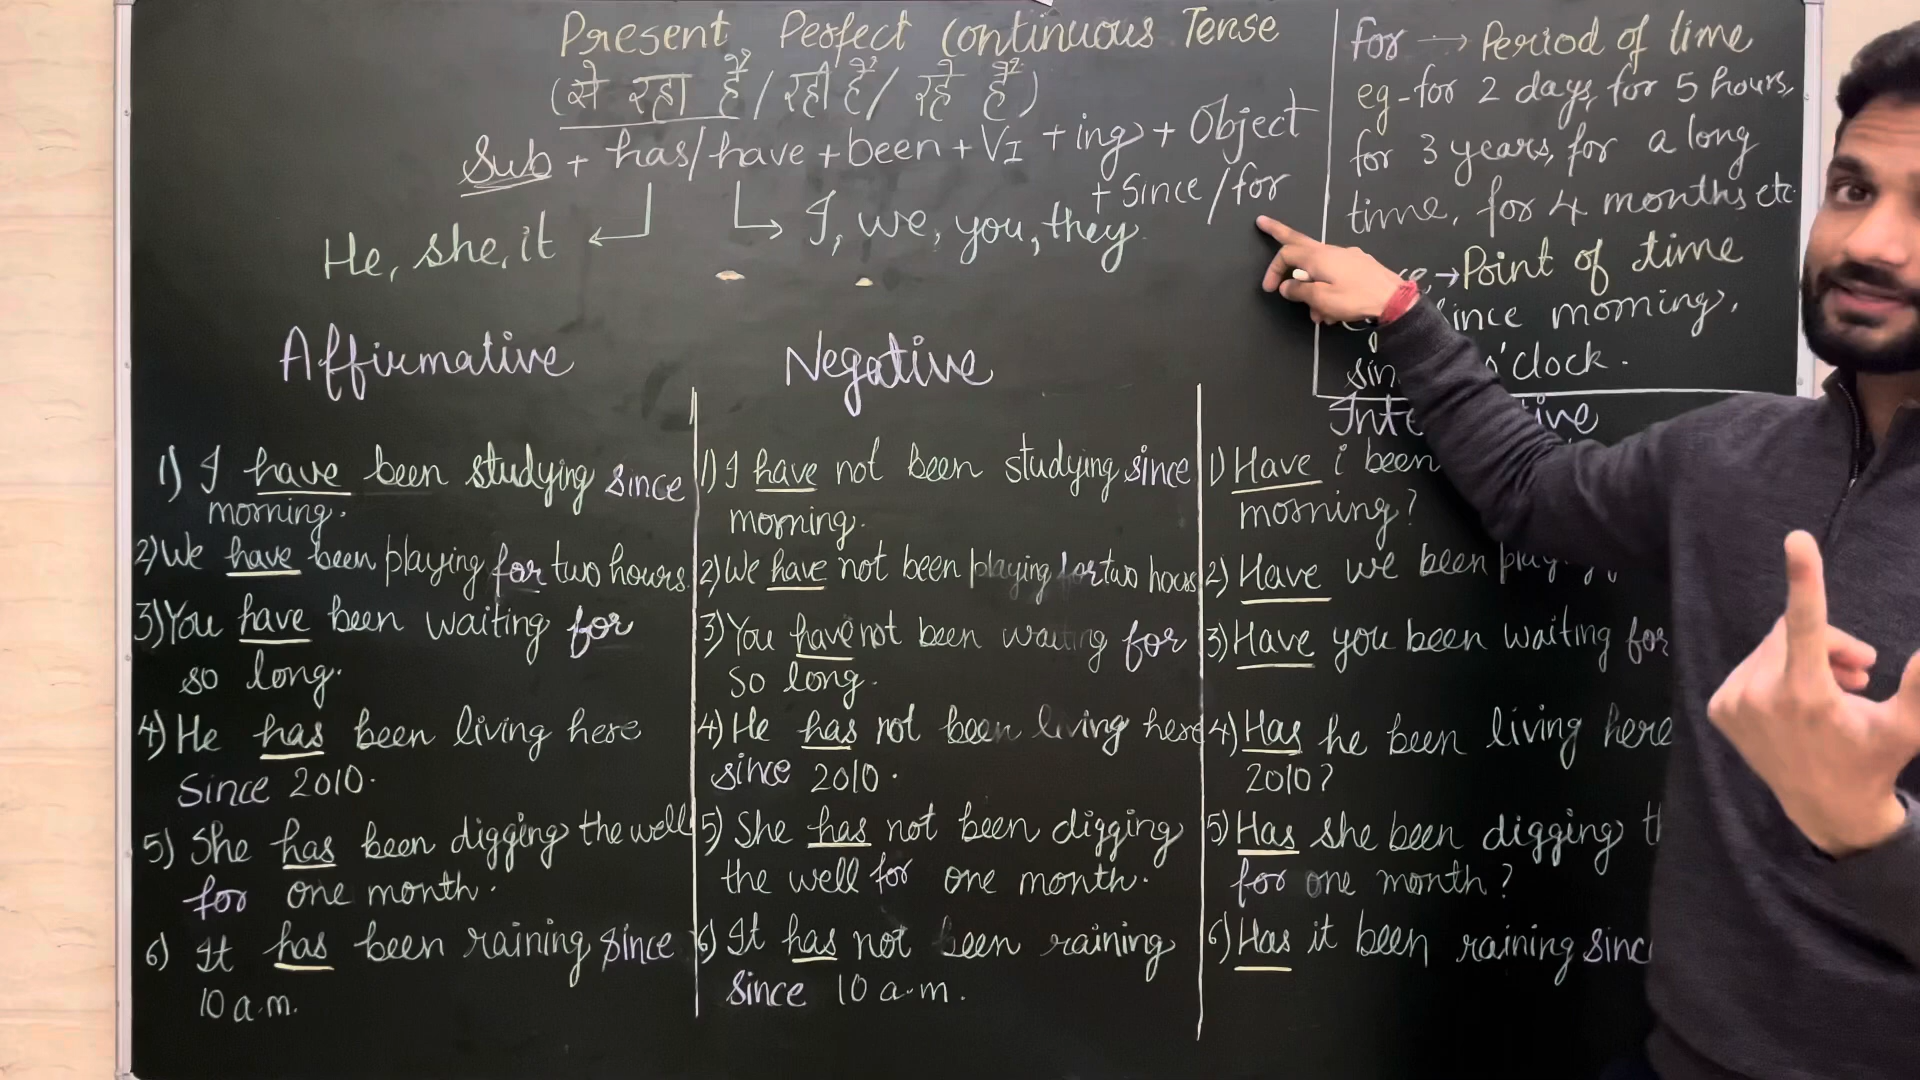 Present Perfect Continuous Tense
(से रहा है / रही है / रहे हैं)
Sub + has/have + been + VI + ing + Object
+ Since / for
He, she, it
I, we, you, they
for → Period of time
eg - for 2 days, for 5 hours,
for 3 years, for a long
time, for 4 months etc
→ Point of time
since morning,
o'clock.
Affirmative
1) I have been studying since
morning.
2) We have been playing for two hours.
3) You have been waiting for
so long.
4) He has been living here
Since 2010.
5) She has been digging the well
for one month.
6) It has been raining since
10 a.m.
Negative
1) I have not been studying since
morning.
2) We have not been playing for two hours
3) You have not been waiting for
so long.
4) He has not been living here
since 2010.
5) She has not been digging
the well for one month.
6) It has not been raining
since 10 a.m.
1) Have i been
morning?
2) Have we been
3) Have you been waiting for
4) Has he been living here
2010?
5) Has she been digging
for one month?
6) Has it been raining